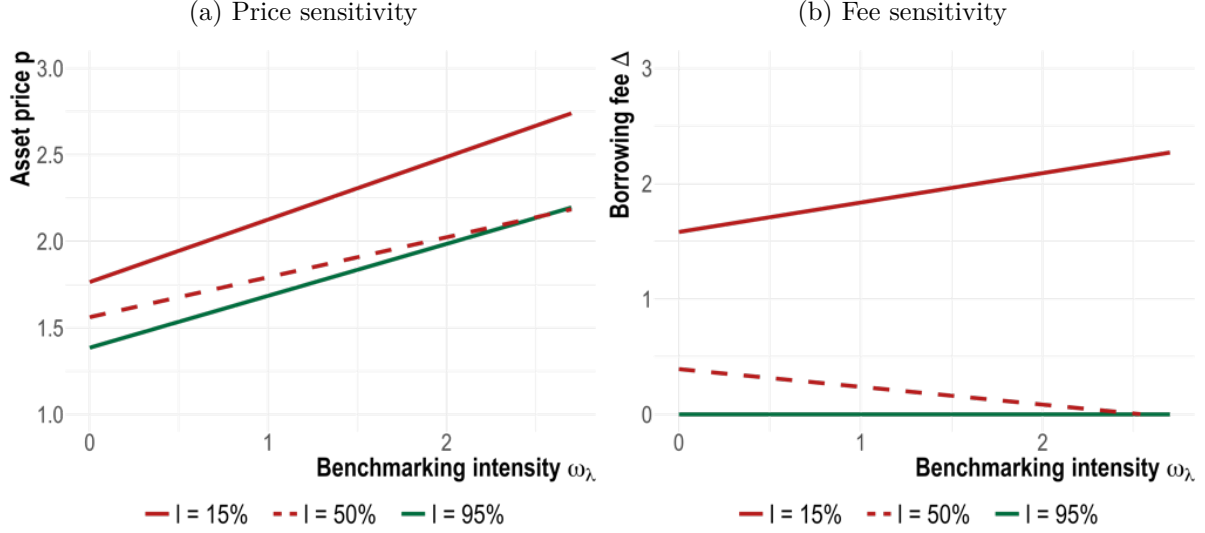 (a) Price sensitivity
Asset price p
3.0
2.5
2.0
1.5
1.0
0 1 2
Benchmarking intensity ωλ
l = 15% l = 50% l = 95%
(b) Fee sensitivity
Borrowing fee Δ
3
2
1
0
0 1 2
Benchmarking intensity ωλ
l = 15% l = 50% l = 95%